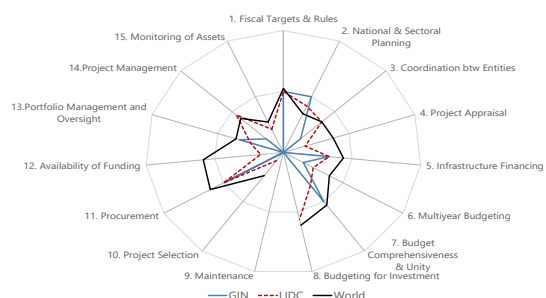 1. Fiscal Targets & Rules
2. National & Sectoral
Planning
3. Coordination btw Entities
4. Project Appraisal
5. Infrastructure Financing
6. Multiyear Budgeting
7. Budget
Comprehensiveness
& Unity
8. Budgeting for Investment
9. Maintenance
10. Project Selection
11. Procurement
12. Availability of Funding
13.Portfolio Management and
Oversight
14.Project Management
15. Monitoring of Assets
GIN
LIDC
World